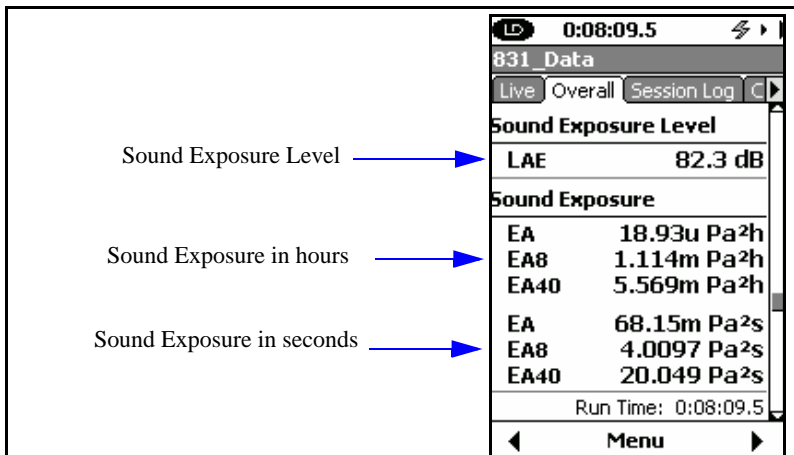 LD 0:08:09.5
831_Data
Live Overall Session Log C
Sound Exposure Level
Sound Exposure Level LAE 82.3 dB
Sound Exposure
EA 18.93u Pa²h
Sound Exposure in hours EA8 1.114m Pa²h
EA40 5.569m Pa²h
EA 68.15m Pa²s
Sound Exposure in seconds EA8 4.0097 Pa²s
EA40 20.049 Pa²s
Run Time: 0:08:09.5
Menu